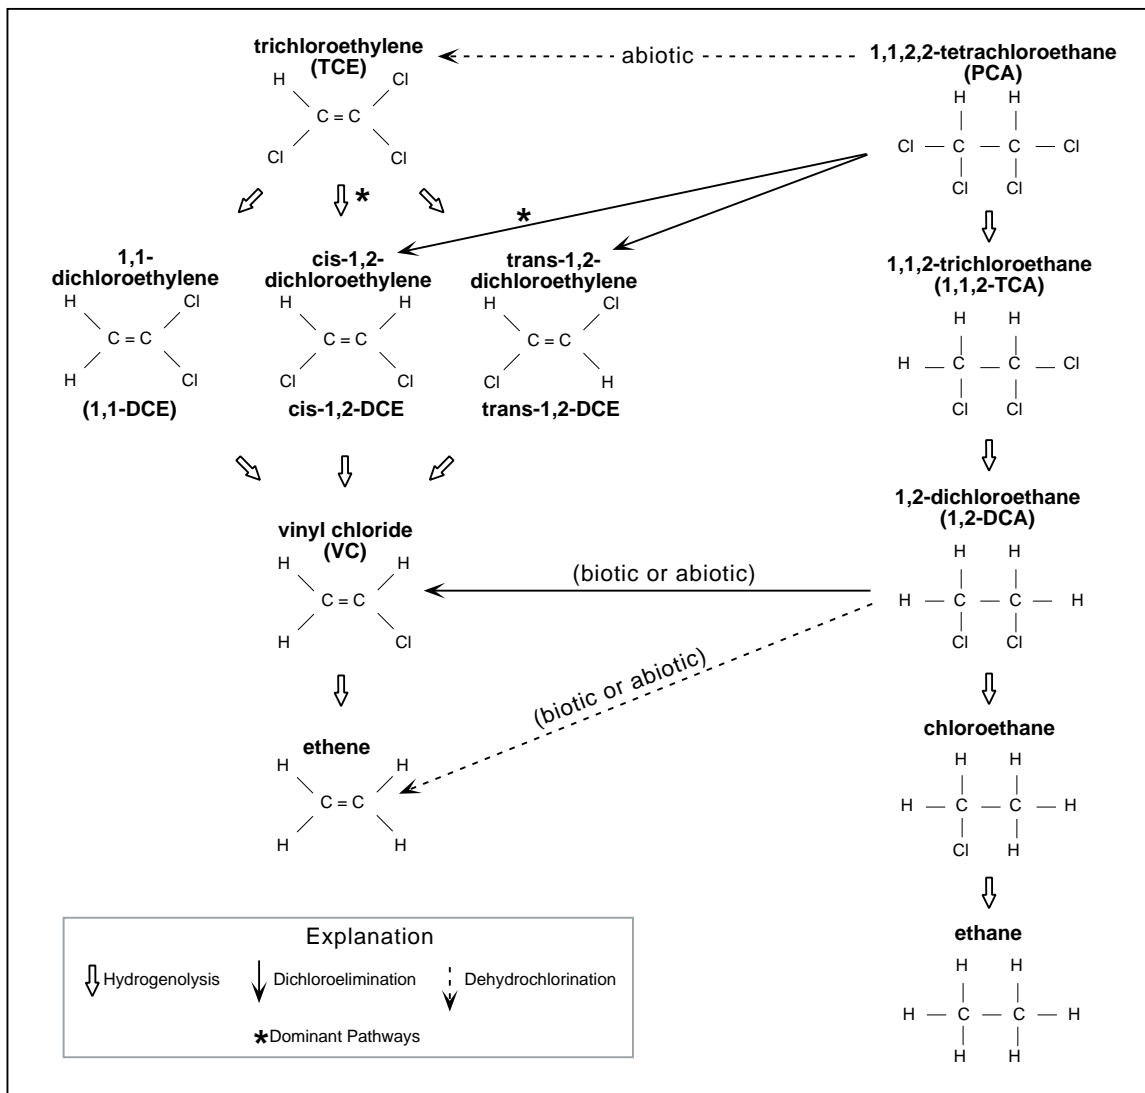 trichloroethylene
(TCE)
abiotic
1,1,2,2-tetrachloroethane
(PCA)
H Cl
C = C
Cl Cl
H H
Cl — C — C — Cl
Cl Cl
*
*
1,1-
dichloroethylene
H Cl
C = C
H Cl
(1,1-DCE)
cis-1,2-
dichloroethylene
H H
C = C
Cl Cl
cis-1,2-DCE
trans-1,2-
dichloroethylene
H Cl
C = C
Cl H
trans-1,2-DCE
1,1,2-trichloroethane
(1,1,2-TCA)
H H
H — C — C — Cl
Cl Cl
vinyl chloride
(VC)
H H
C = C
H Cl
(biotic or abiotic)
1,2-dichloroethane
(1,2-DCA)
H H
H — C — C — H
Cl Cl
(biotic or abiotic)
ethene
H H
C = C
H H
chloroethane
H H
H — C — C — H
Cl H
ethane
H H
H — C — C — H
H H
Explanation
Hydrogenolysis
Dichloroelimination
Dehydrochlorination
*Dominant Pathways